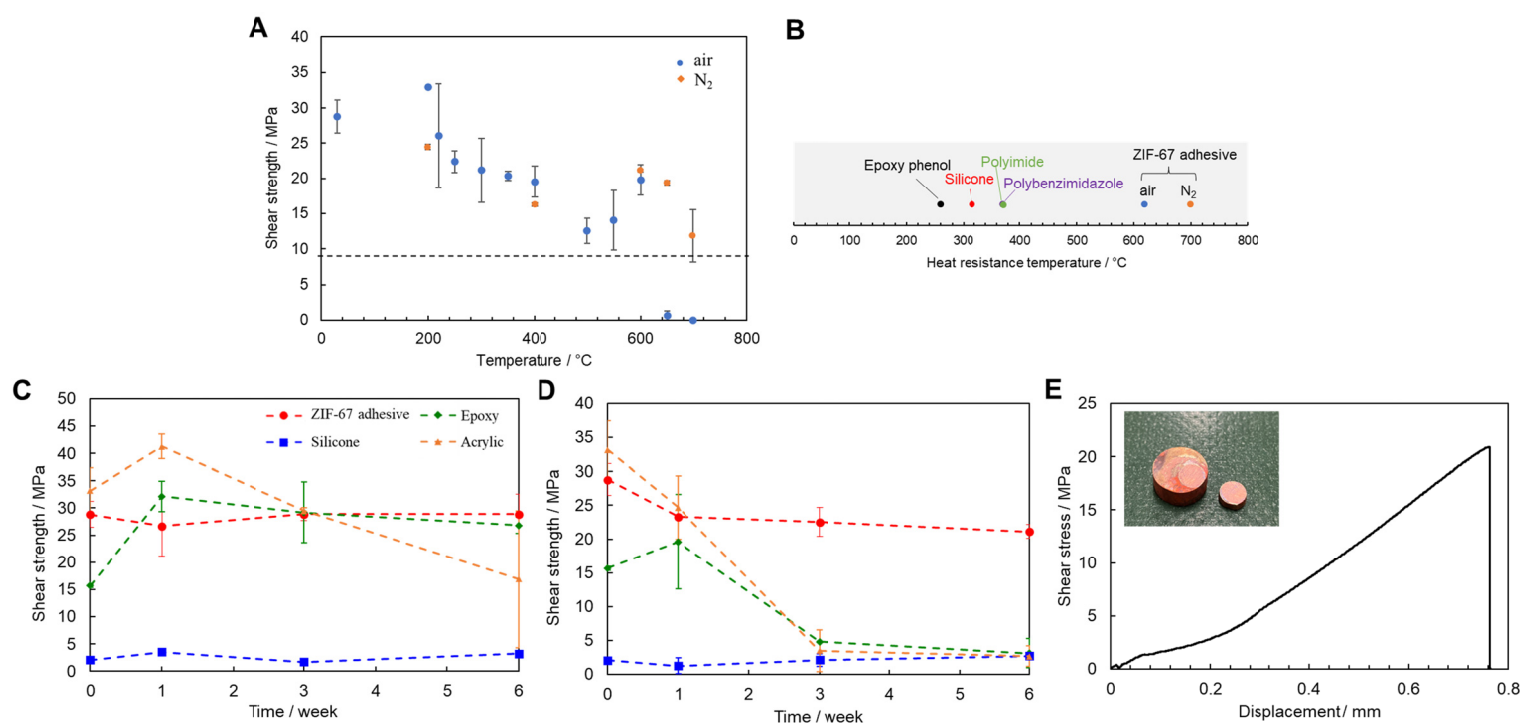 A
Shear strength / MPa
40
35
30
25
20
15
10
5
0
air
N₂
0
200
400
600
800
Temperature / °C
B
Epoxy phenol
Silicone
Polyimide
Polybenzimidazole
ZIF-67 adhesive
air
N₂
0
100
200
300
400
500
600
700
800
Heat resistance temperature / °C
C
Shear strength / MPa
50
45
40
35
30
25
20
15
10
5
0
ZIF-67 adhesive
Epoxy
Silicone
Acrylic
0
1
2
3
4
5
6
Time / week
D
Shear strength / MPa
40
35
30
25
20
15
10
5
0
0
1
2
3
4
5
6
Time / week
E
Shear stress / MPa
25
20
15
10
5
0
0
0.2
0.4
0.6
0.8
Displacement / mm